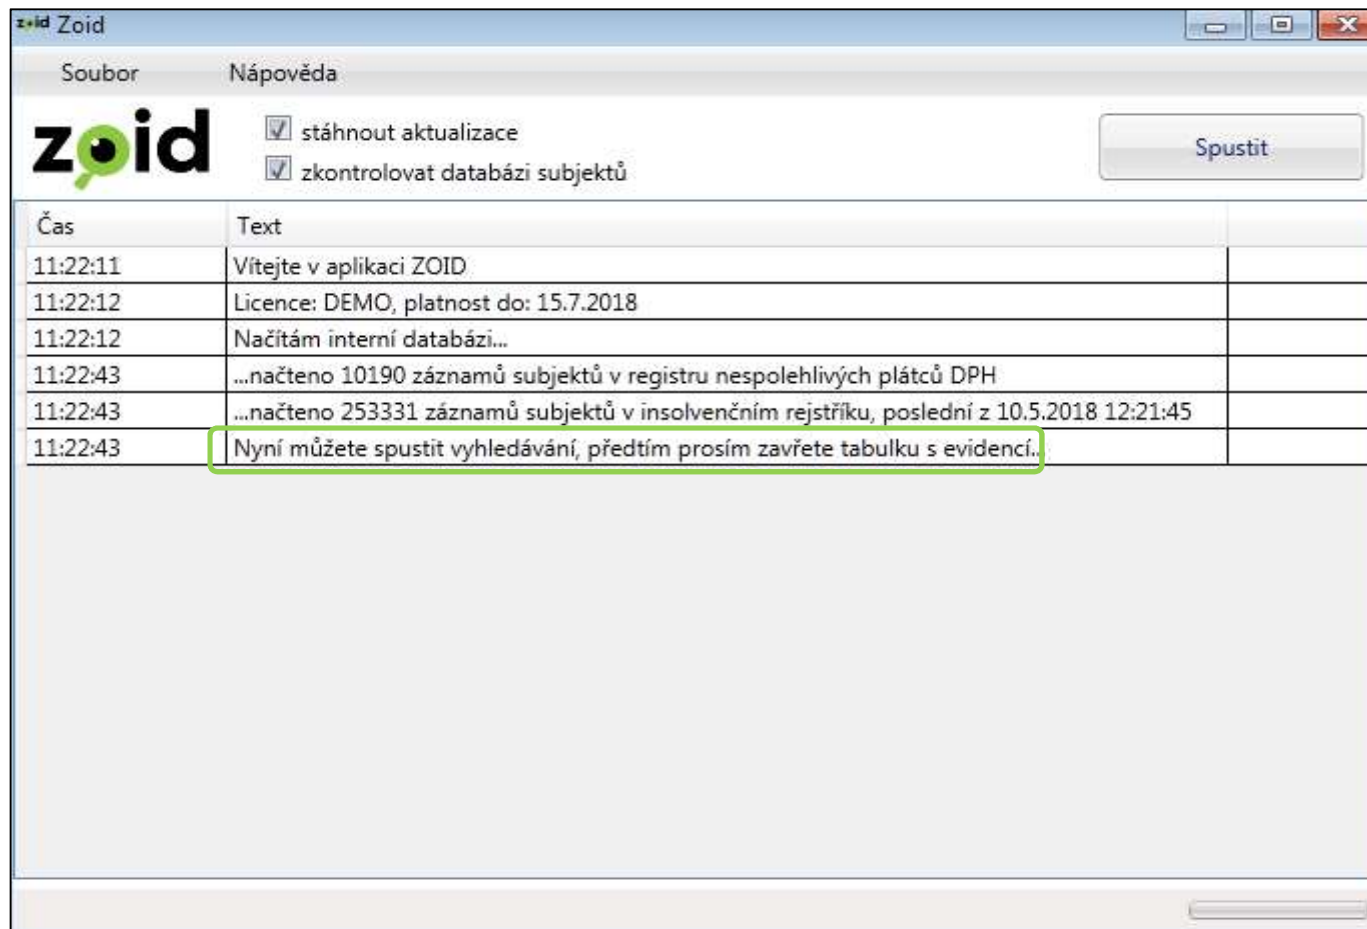 zoid Zoid
Soubor Nápověda
zoid
stáhnout aktualizace
zkontrolovat databázi subjektů
Spustit
Čas Text
11:22:11 Vítejte v aplikaci ZOID
11:22:12 Licence: DEMO, platnost do: 15.7.2018
11:22:12 Načítám interní databázi...
11:22:43 ...načteno 10190 záznamů subjektů v registru nespolehlivých plátců DPH
11:22:43 ...načteno 253331 záznamů subjektů v insolvenčním rejstříku, poslední z 10.5.2018 12:21:45
11:22:43 Nyní můžete spustit vyhledávání, předtím prosím zavřete tabulku s evidencí..